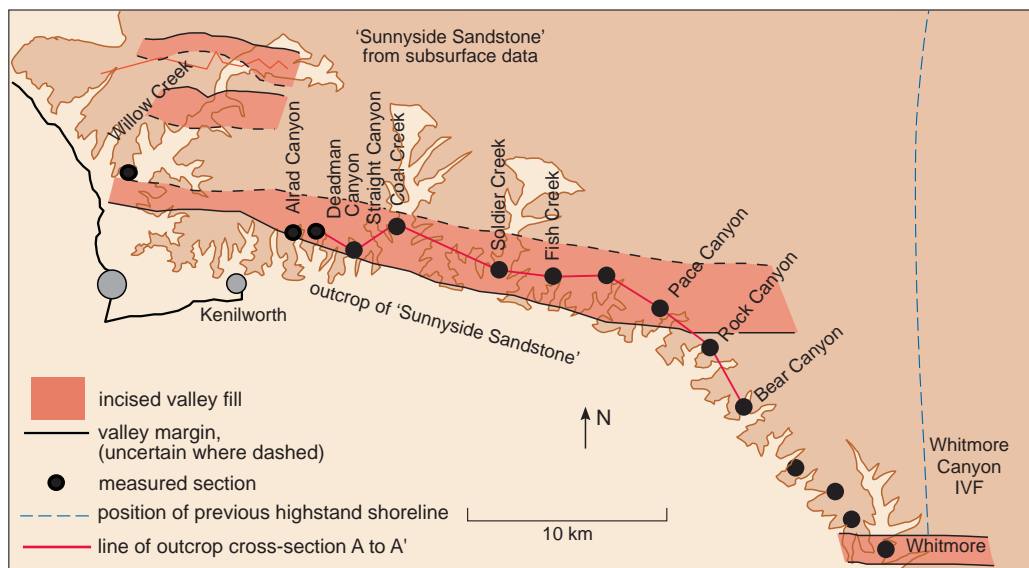 'Sunnyside Sandstone'
from subsurface data
Willow Creek
Alrad Canyon
Deadman
Canyon
Straight Canyon
Coal Creek
Soldier Creek
Fish Creek
Pace Canyon
Rock Canyon
Bear Canyon
Kenilworth
outcrop of 'Sunnyside Sandstone'
N
Whitmore
Canyon
IVF
Whitmore
10 km
incised valley fill
valley margin,
(uncertain where dashed)
measured section
position of previous highstand shoreline
line of outcrop cross-section A to A'